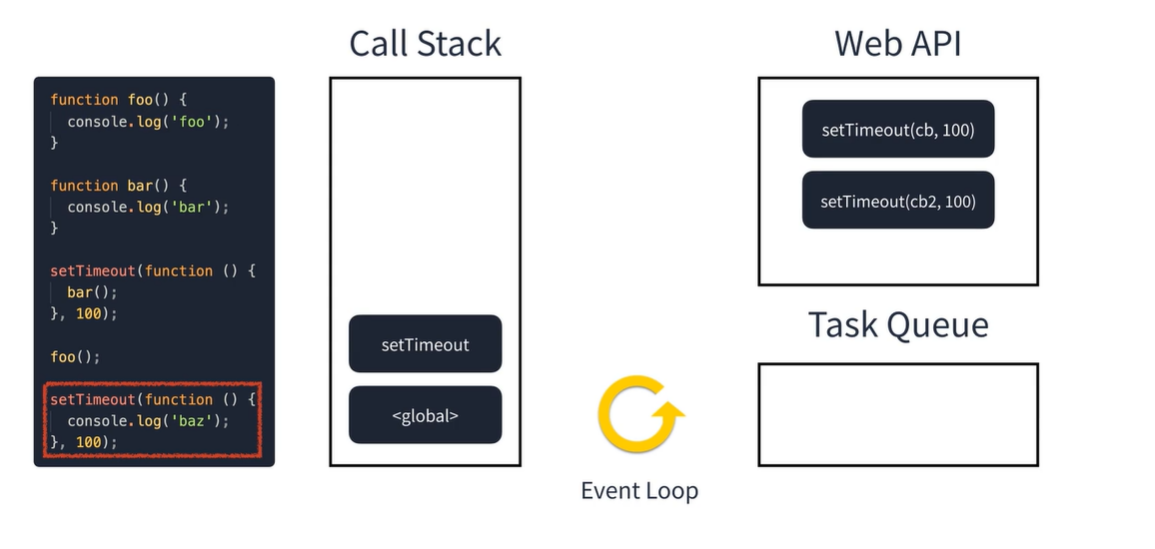 Call Stack
Web API
function foo() {
  console.log('foo');
}
function bar() {
  console.log('bar');
}
setTimeout(function () {
  bar();
}, 100);
foo();
setTimeout(function () {
  console.log('baz');
}, 100);
setTimeout
<global>
Event Loop
setTimeout(cb, 100)
setTimeout(cb2, 100)
Task Queue